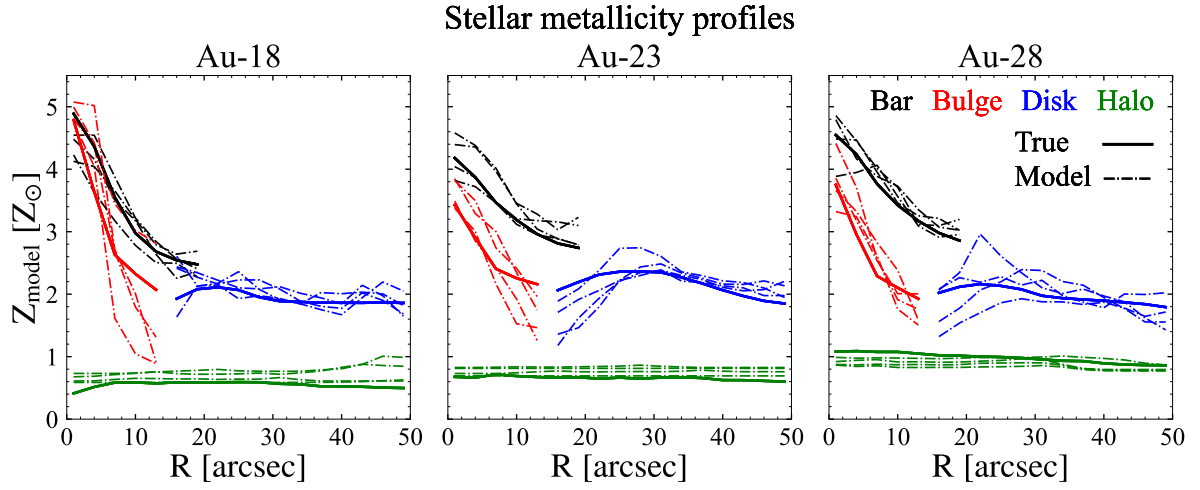 Stellar metallicity profiles
Au-18 Au-23 Au-28
Z_model [Z_⊙]
5
4
3
2
1
0
Bar Bulge Disk Halo
True
Model
0 10 20 30 40 50 0 10 20 30 40 50 0 10 20 30 40 50
R [arcsec] R [arcsec] R [arcsec]